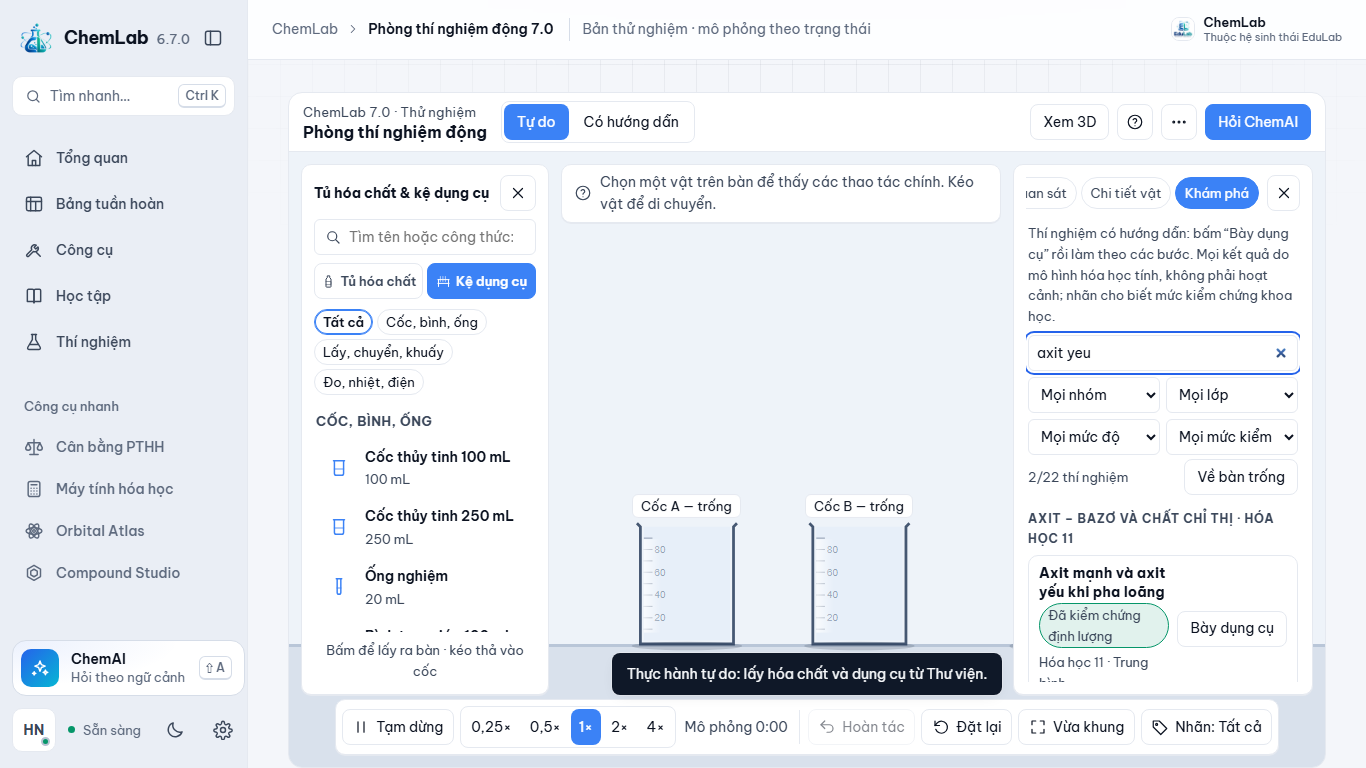 ChemLab 6.7.0
Tìm nhanh... Ctrl K
Tổng quan
Bảng tuần hoàn
Công cụ
Học tập
Thí nghiệm
Công cụ nhanh
Cân bằng PTHH
Máy tính hóa học
Orbital Atlas
Compound Studio
ChemAI
Hỏi theo ngữ cảnh
⇧ A
HN
Sẵn sàng
ChemLab > Phòng thí nghiệm động 7.0
Bản thử nghiệm · mô phỏng theo trạng thái
EduLab
ChemLab
Thuộc hệ sinh thái EduLab
ChemLab 7.0 · Thử nghiệm
Phòng thí nghiệm động
Tự do
Có hướng dẫn
Xem 3D
Hỏi ChemAI
Tủ hóa chất & kệ dụng cụ
Tìm tên hoặc công thức:
Tủ hóa chất
Kệ dụng cụ
Tất cả
Cốc, bình, ống
Lấy, chuyển, khuấy
Đo, nhiệt, điện
CỐC, BÌNH, ỐNG
Cốc thủy tinh 100 mL
100 mL
Cốc thủy tinh 250 mL
250 mL
Ống nghiệm
20 mL
Bấm để lấy ra bàn · kéo thả vào
cốc
Chọn một vật trên bàn để thấy các thao tác chính. Kéo
vật để di chuyển.
Cốc A — trống
80
60
40
20
Cốc B — trống
80
60
40
20
Thực hành tự do: lấy hóa chất và dụng cụ từ Thư viện.
uan sát
Chi tiết vật
Khám phá
Thí nghiệm có hướng dẫn: bấm “Bày dụng
cụ” rồi làm theo các bước. Mọi kết quả do
mô hình hóa học tính, không phải hoạt
cảnh; nhãn cho biết mức kiểm chứng khoa
học.
axit yeu
Mọi nhóm
Mọi lớp
Mọi mức độ
Mọi mức kiểm
2/22 thí nghiệm
Về bàn trống
AXIT – BAZƠ VÀ CHẤT CHỈ THỊ · HÓA
HỌC 11
Axit mạnh và axit
yếu khi pha loãng
Đã kiểm chứng
định lượng
Bày dụng cụ
Hóa học 11 · Trung
bình
Tạm dừng
0,25×
0,5×
1×
2×
4×
Mô phỏng 0:00
Hoàn tác
Đặt lại
Vừa khung
Nhãn: Tất cả